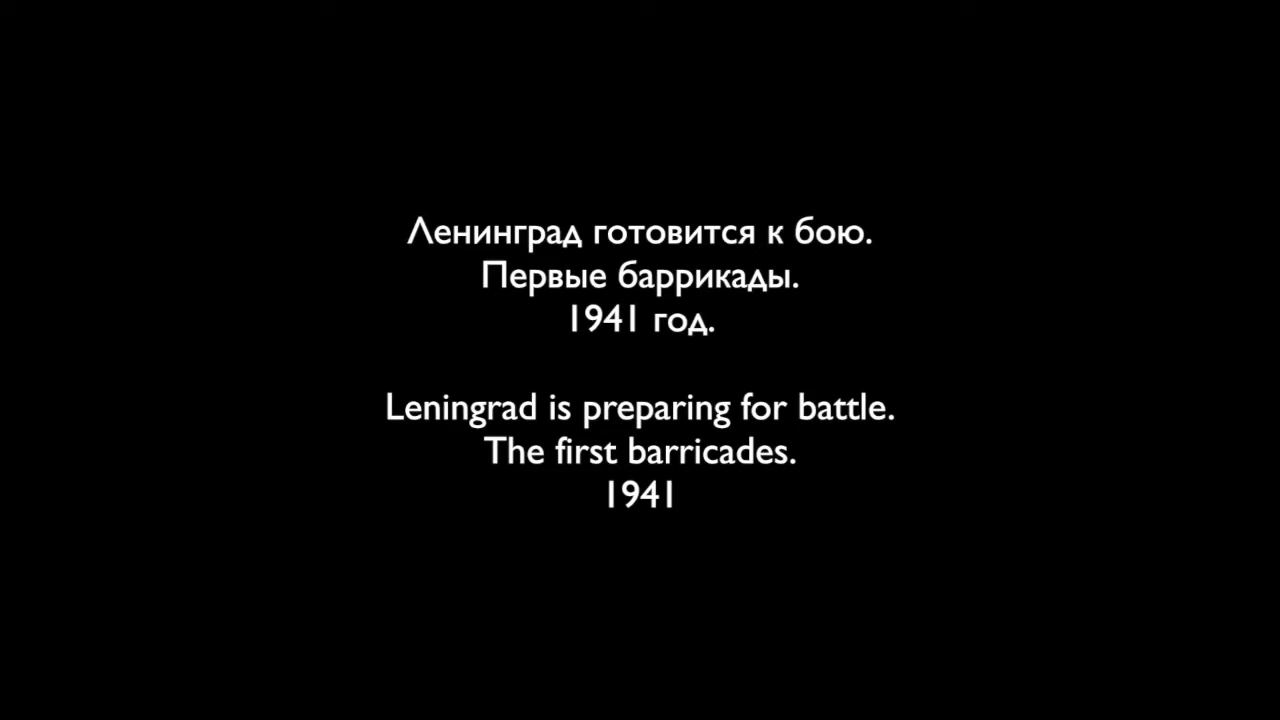 Ленинград готовится к бою.
Первые баррикады.
1941 год.
Leningrad is preparing for battle.
The first barricades.
1941